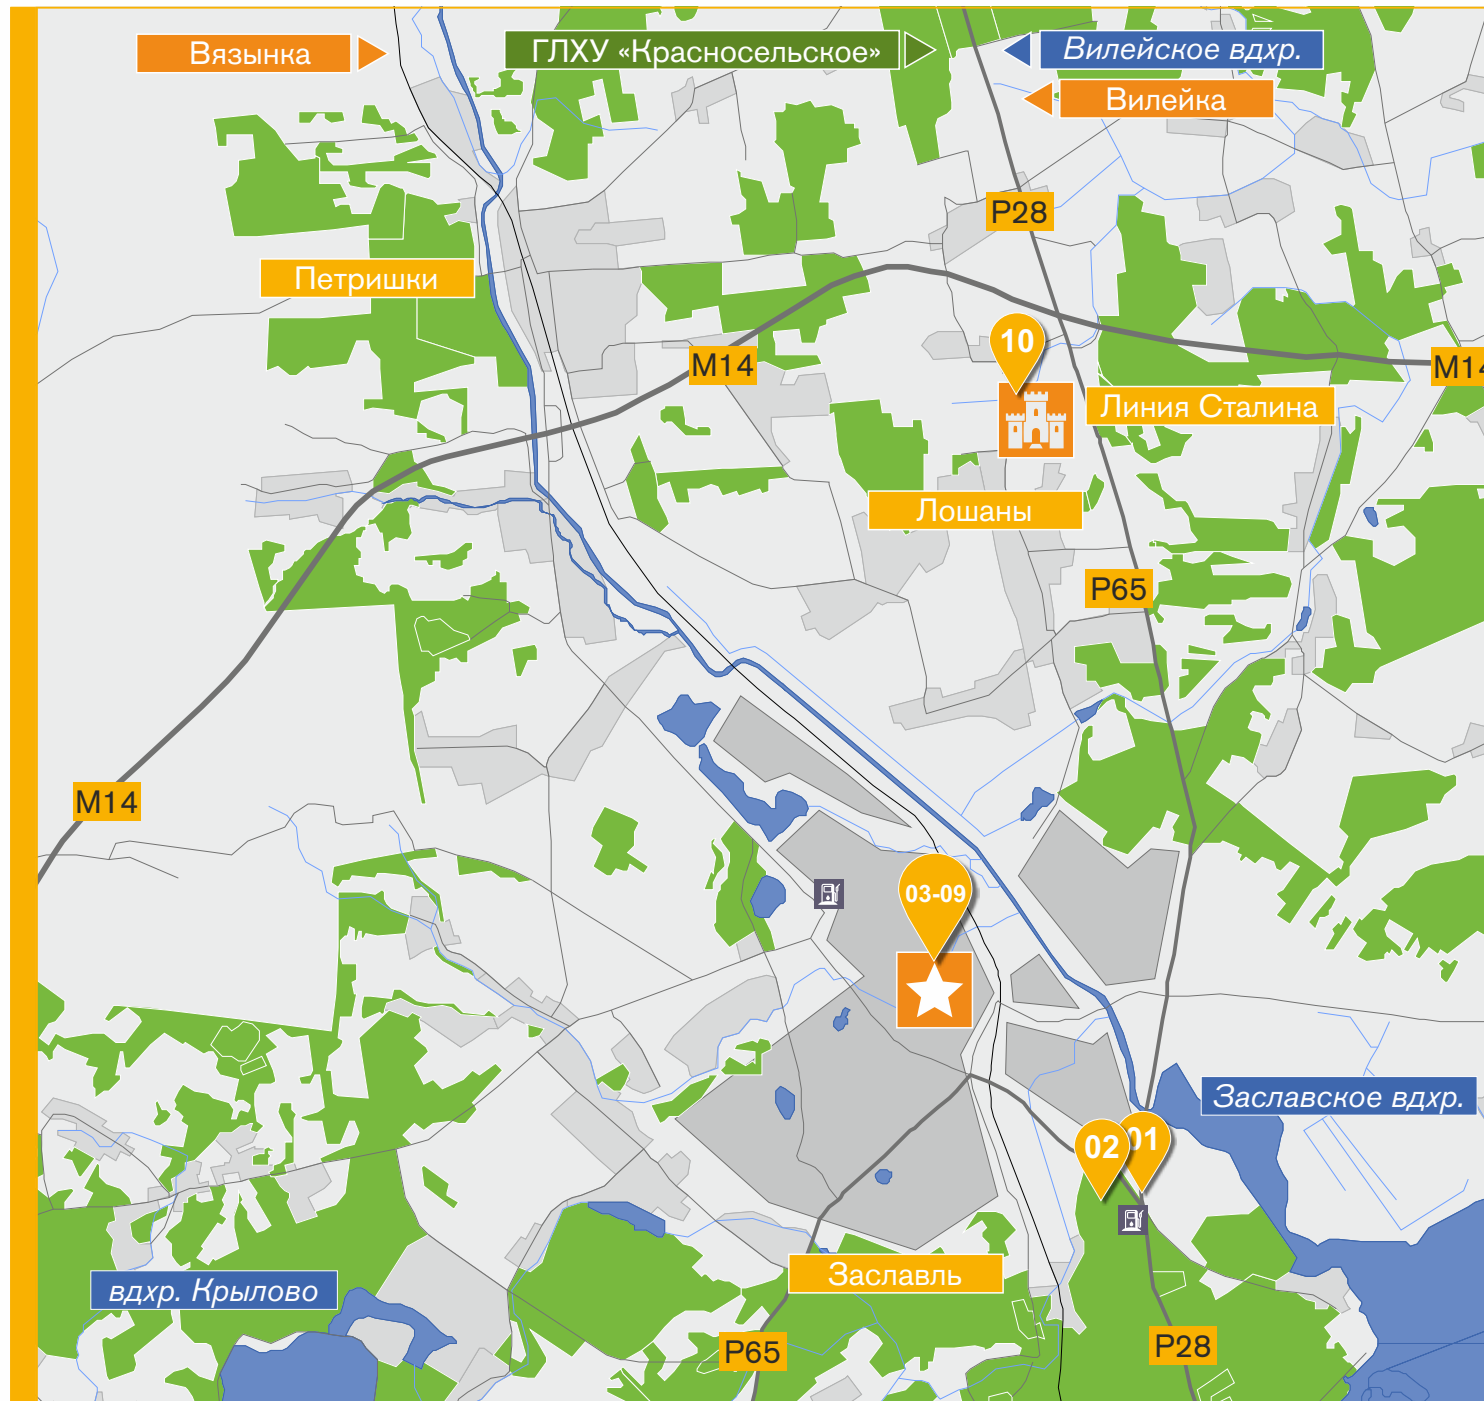 Вязынка
ГЛХУ «Красносельское»
Вилейское вдхр.
Вилейка
Р28
Петришки
10
М14
М14
Линия Сталина
Лошаны
Р65
М14
03-09
Заславское вдхр.
02
01
Заславль
вдхр. Крылово
Р65
Р28